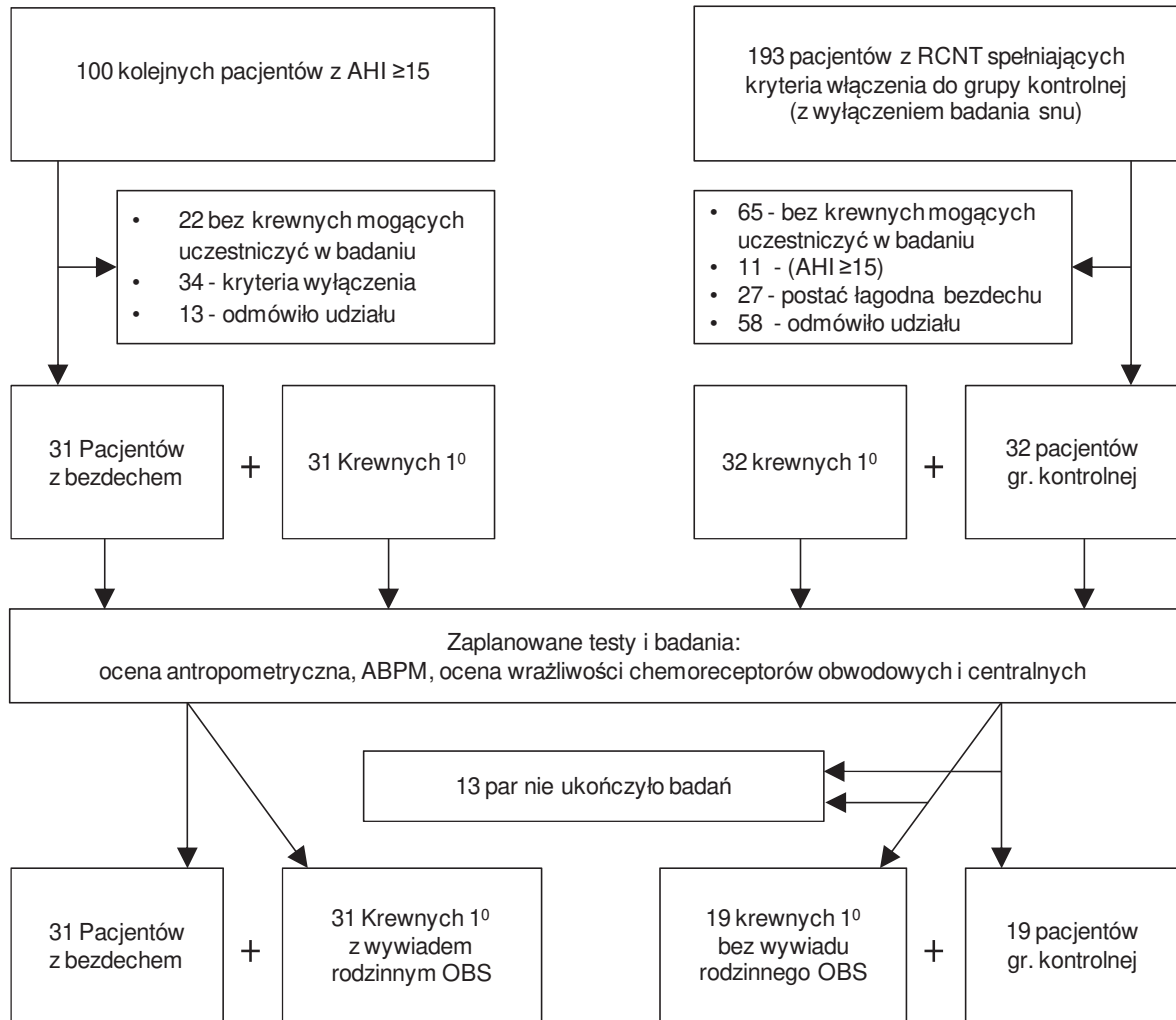 100 kolejnych pacjentów z AHI ≥15
193 pacjentów z RCNT spełniających
kryteria włączenia do grupy kontrolnej
(z wyłączeniem badania snu)
• 22 bez krewnych mogących
uczestniczyć w badaniu
• 34 - kryteria wyłączenia
• 13 - odmówiło udziału
• 65 - bez krewnych mogących
uczestniczyć w badaniu
• 11 - (AHI ≥15)
• 27 - postać łagodna bezdechu
• 58 - odmówiło udziału
31 Pacjentów
z bezdechem
+
31 Krewnych 1⁰
32 krewnych 1⁰
+
32 pacjentów
gr. kontrolnej
Zaplanowane testy i badania:
ocena antropometryczna, ABPM, ocena wrażliwości chemoreceptorów obwodowych i centralnych
13 par nie ukończyło badań
31 Pacjentów
z bezdechem
+
31 Krewnych 1⁰
z wywiadem
rodzinnym OBS
19 krewnych 1⁰
bez wywiadu
rodzinnego OBS
+
19 pacjentów
gr. kontrolnej